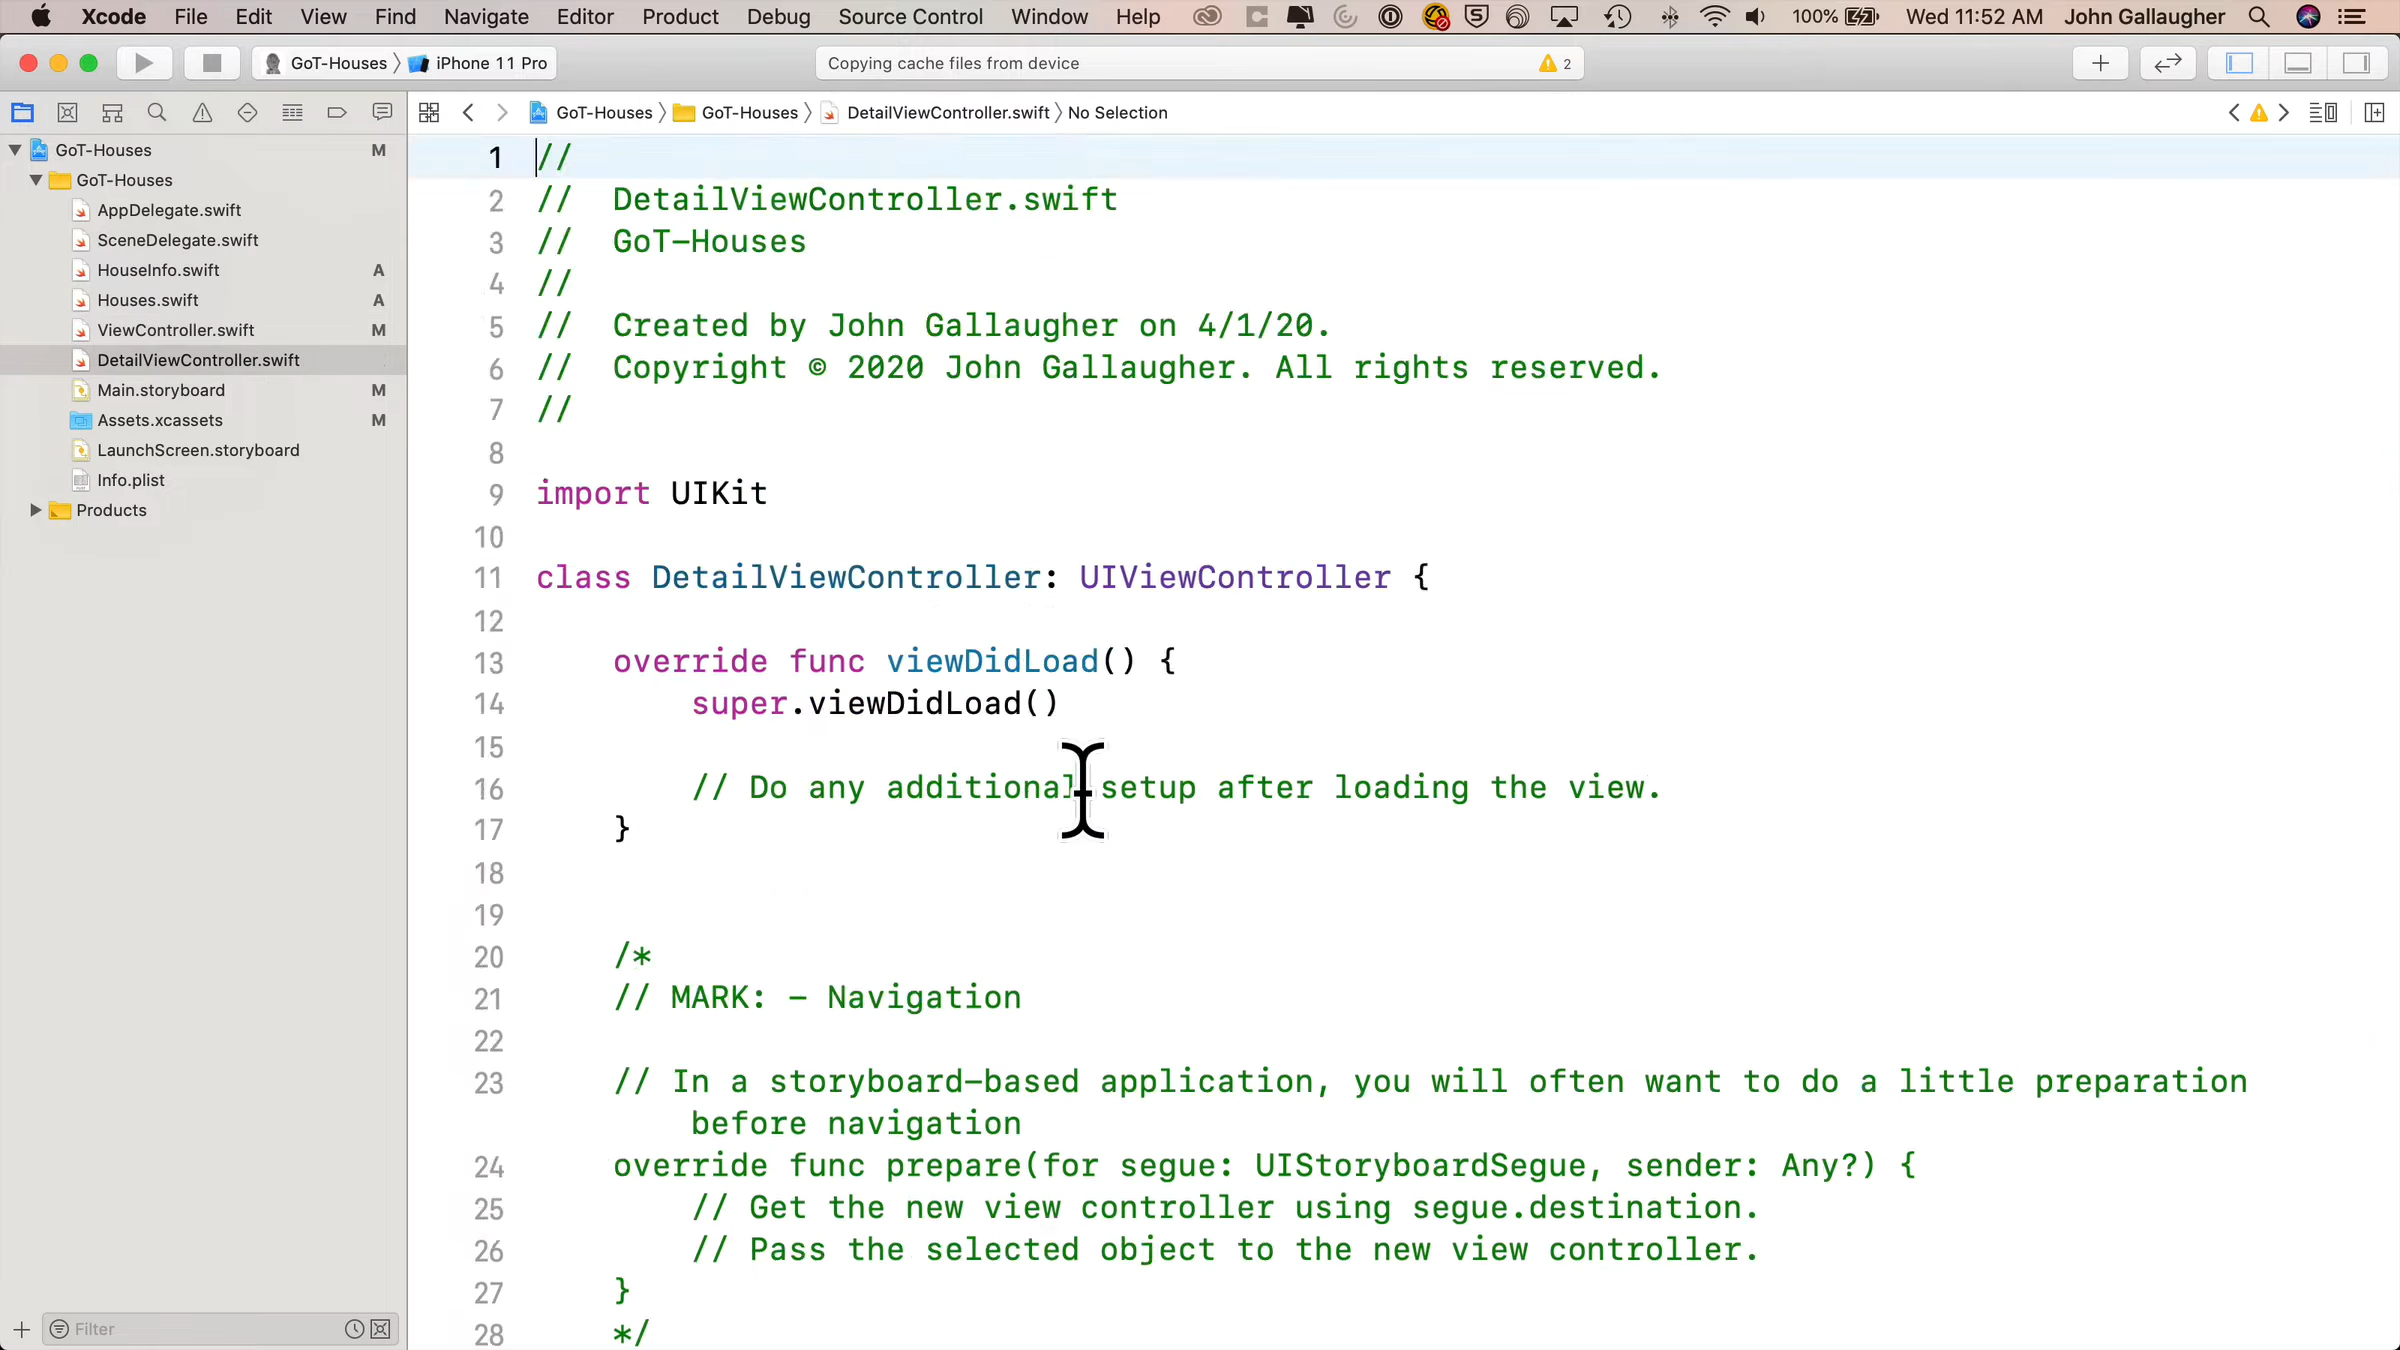 Xcode File Edit View Find Navigate Editor Product Debug Source Control Window Help 100% Wed 11:52 AM John Gallaugher
GoT-Houses iPhone 11 Pro Copying cache files from device 2
GoT-Houses GoT-Houses DetailViewController.swift No Selection
GoT-Houses M
GoT-Houses
AppDelegate.swift
SceneDelegate.swift
HouseInfo.swift A
Houses.swift A
ViewController.swift M
DetailViewController.swift
Main.storyboard M
Assets.xcassets M
LaunchScreen.storyboard
Info.plist
Products
Filter
1 //
2 // DetailViewController.swift
3 // GoT-Houses
4 //
5 // Created by John Gallaugher on 4/1/20.
6 // Copyright © 2020 John Gallaugher. All rights reserved.
7 //
8
9 import UIKit
10
11 class DetailViewController: UIViewController {
12
13 override func viewDidLoad() {
14 super.viewDidLoad()
15
16 // Do any additional setup after loading the view.
17 }
18
19
20 /*
21 // MARK: - Navigation
22
23 // In a storyboard-based application, you will often want to do a little preparation
before navigation
24 override func prepare(for segue: UIStoryboardSegue, sender: Any?) {
25 // Get the new view controller using segue.destination.
26 // Pass the selected object to the new view controller.
27 }
28 */